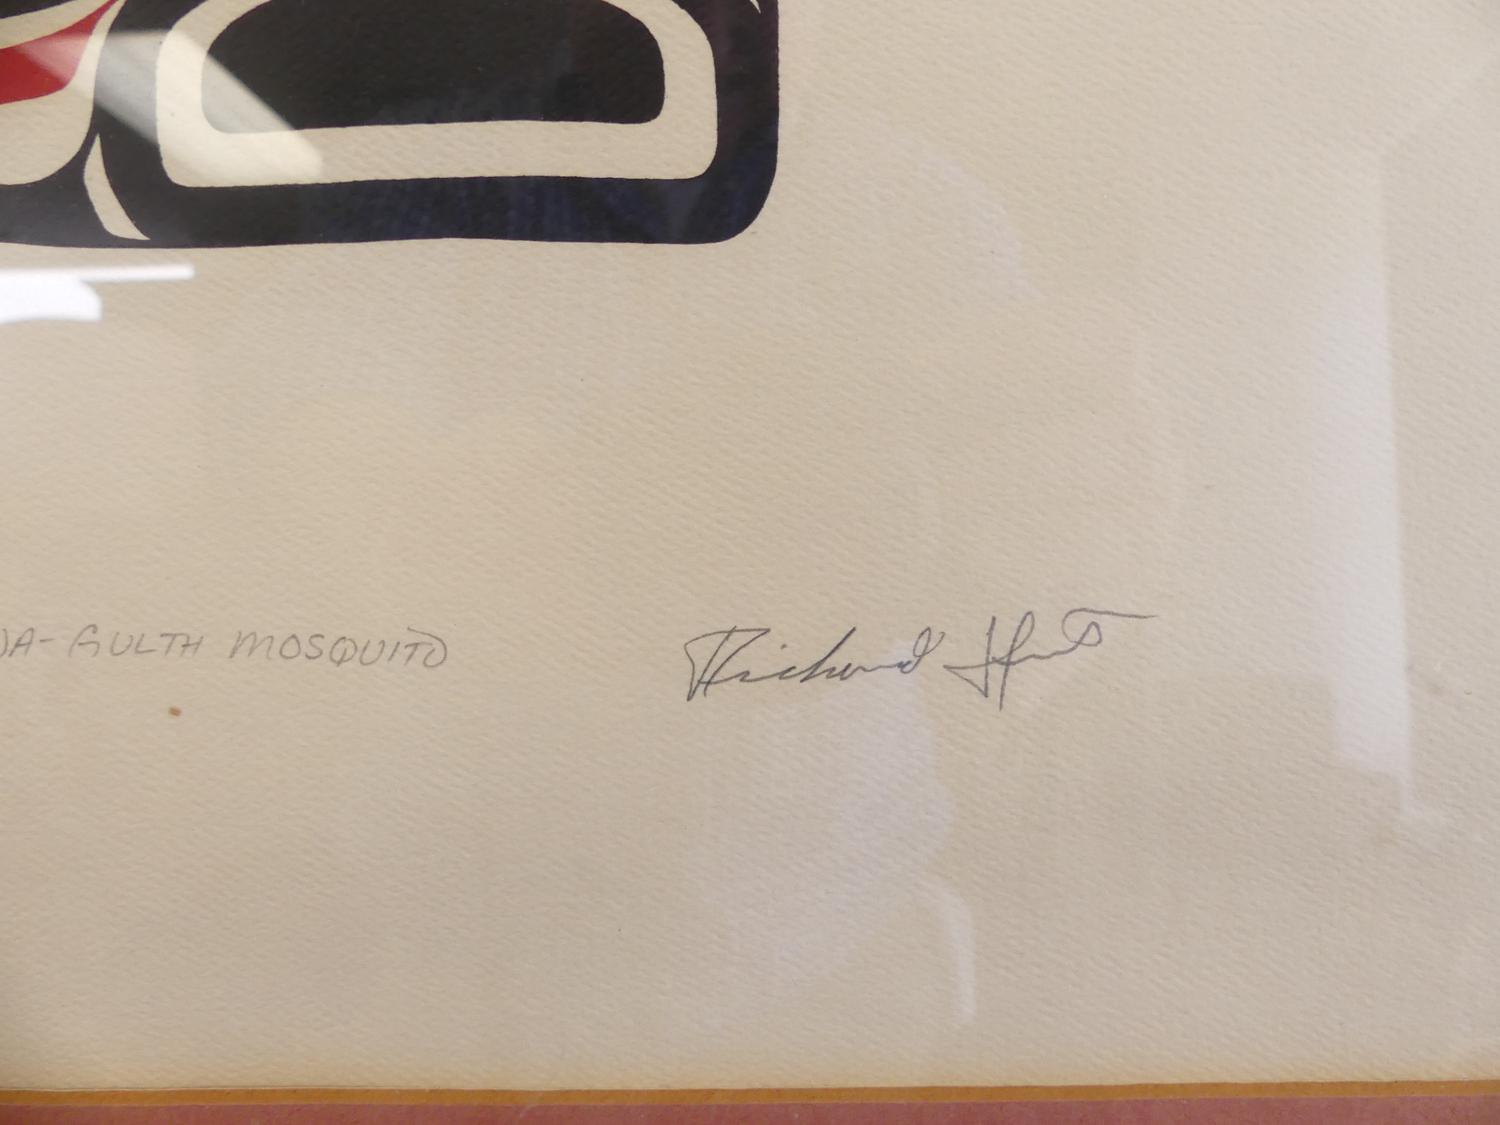 A- GULTH MOSQUITO
Richard Hunt